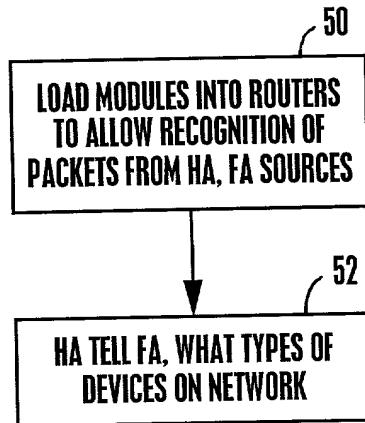 50
LOAD MODULES INTO ROUTERS
TO ALLOW RECOGNITION OF
PACKETS FROM HA, FA SOURCES
52
HA TELL FA, WHAT TYPES OF
DEVICES ON NETWORK